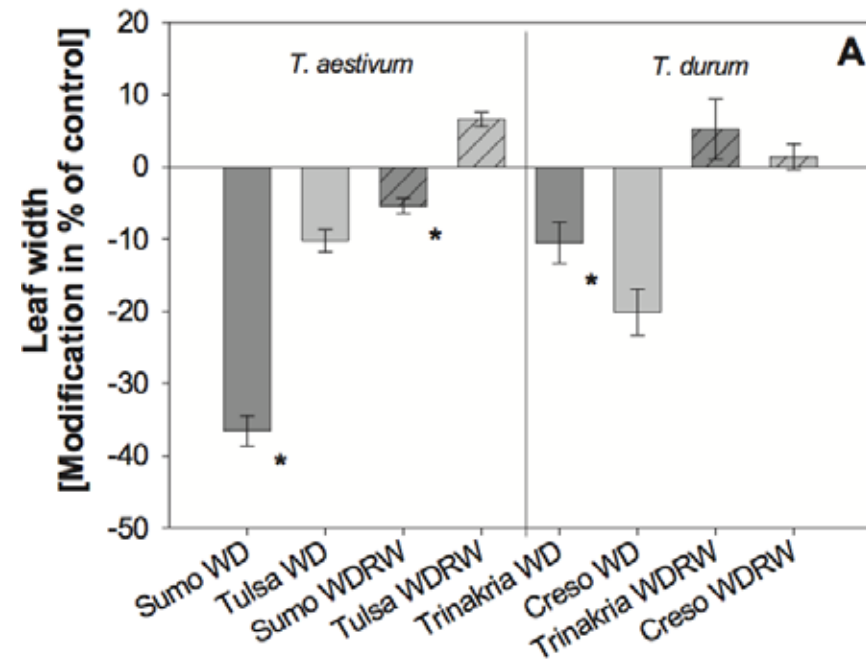 A
T. aestivum
T. durum
Leaf width
[Modification in % of control]
20
10
0
-10
-20
-30
-40
-50
*
*
*
Sumo WD
Tulsa WD
Sumo WDRW
Tulsa WDRW
Trinakria WD
Creso WD
Trinakria WDRW
Creso WDRW